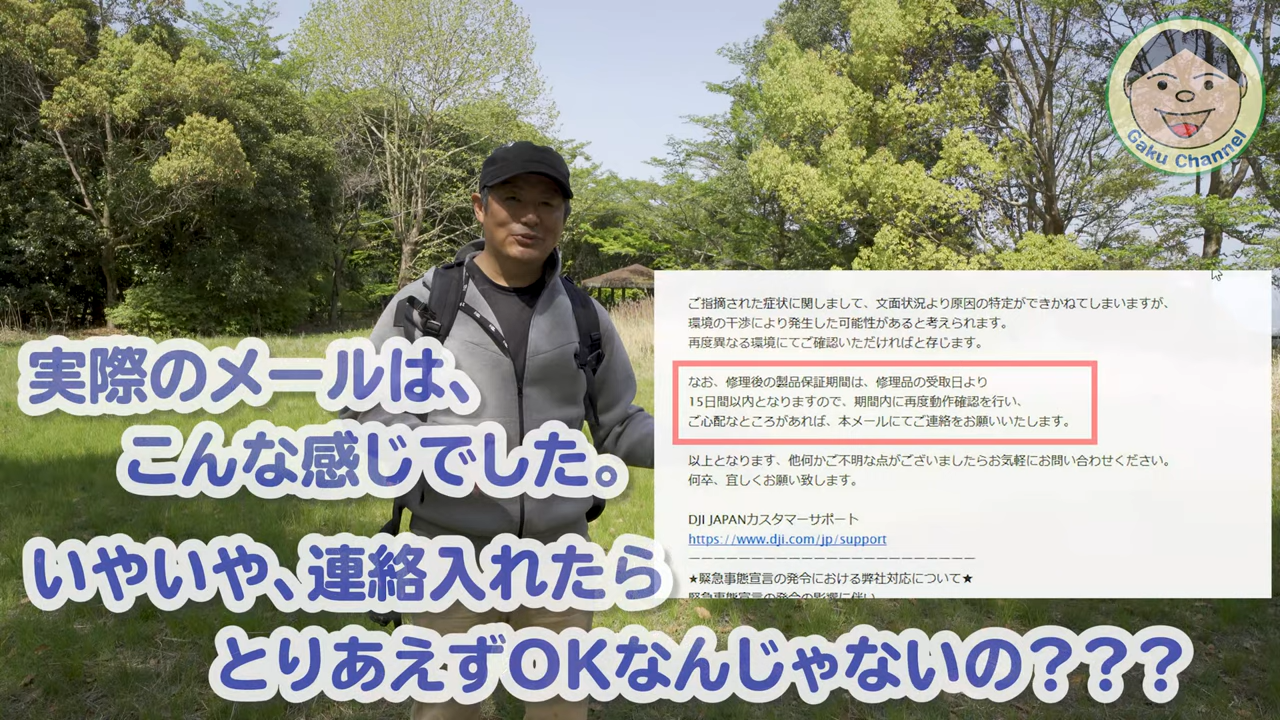 Gaku Channel
ご指摘された症状に関しまして、文面状況より原因の特定ができかねてしまいますが、
環境の干渉により発生した可能性があると考えられます。
再度異なる環境にてご確認いただければと存じます。
なお、修理後の製品保証期間は、修理品の受取日より
15日間以内となりますので、期間内に再度動作確認を行い、
ご心配なところがあれば、本メールにてご連絡をお願いいたします。
以上となります、他何かご不明な点がございましたらお気軽にお問い合わせください。
何卒、宜しくお願い致します。
DJI JAPANカスタマーサポート
https://www.dji.com/jp/support
★緊急事態宣言の発令における弊社対応について★
緊急事態宣言の発令の影響に伴い
実際のメールは、
こんな感じでした。
いやいや、連絡入れたら
とりあえずOKなんじゃないの？？？